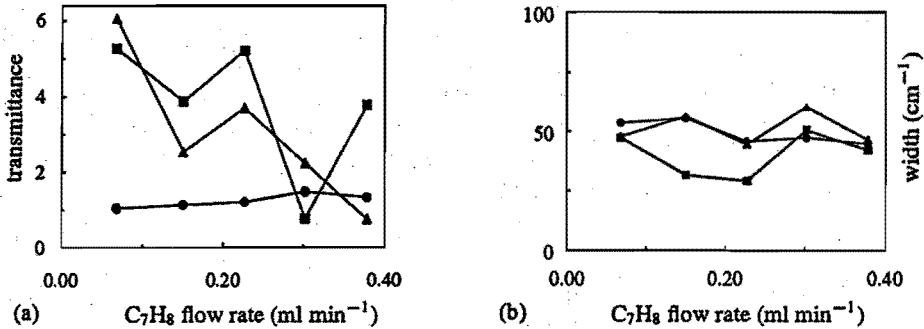 6
4
2
0
transmittance
0.00
0.20
0.40
(a)
C₇H₈ flow rate (ml min⁻¹)
100
50
0
width (cm⁻¹)
0.00
0.20
0.40
(b)
C₇H₈ flow rate (ml min⁻¹)